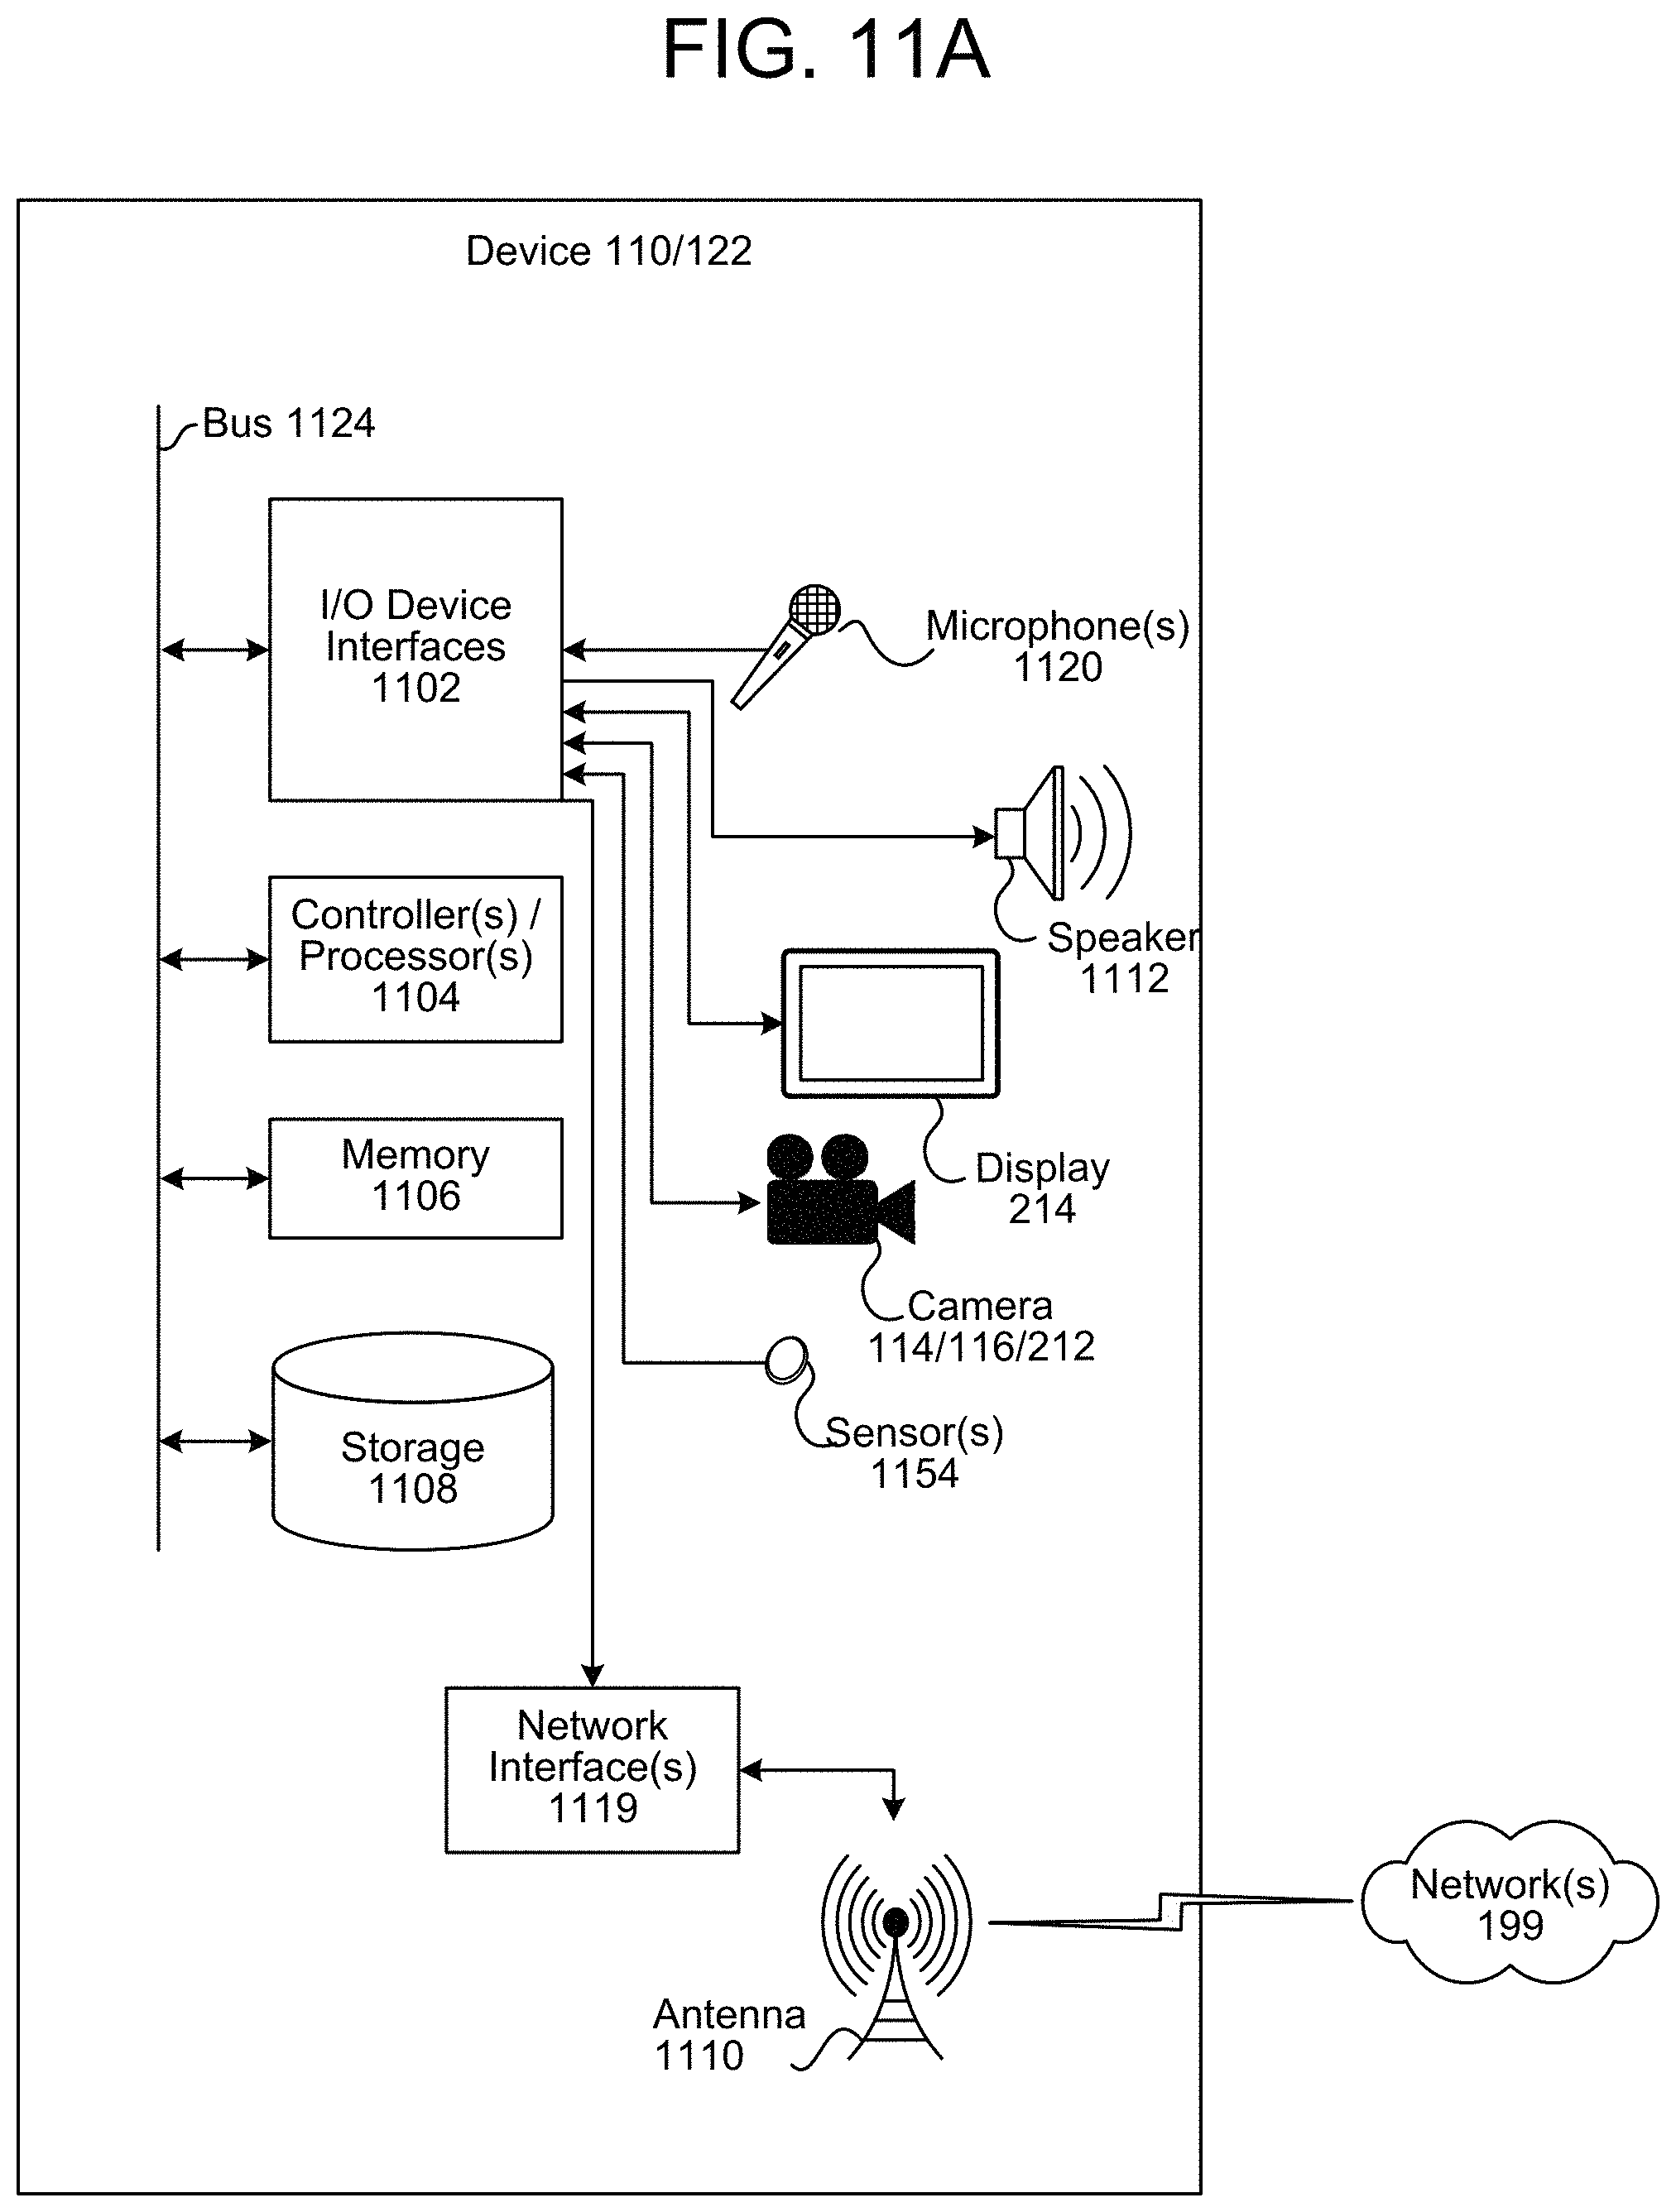 FIG. 11A
Device 110/122
Bus 1124
I/O Device
Interfaces
1102
Microphone(s)
1120
Controller(s) /
Processor(s)
1104
Speaker
1112
Memory
1106
Display
214
Camera
114/116/212
Storage
1108
Sensor(s)
1154
Network
Interface(s)
1119
Network(s)
199
Antenna
1110